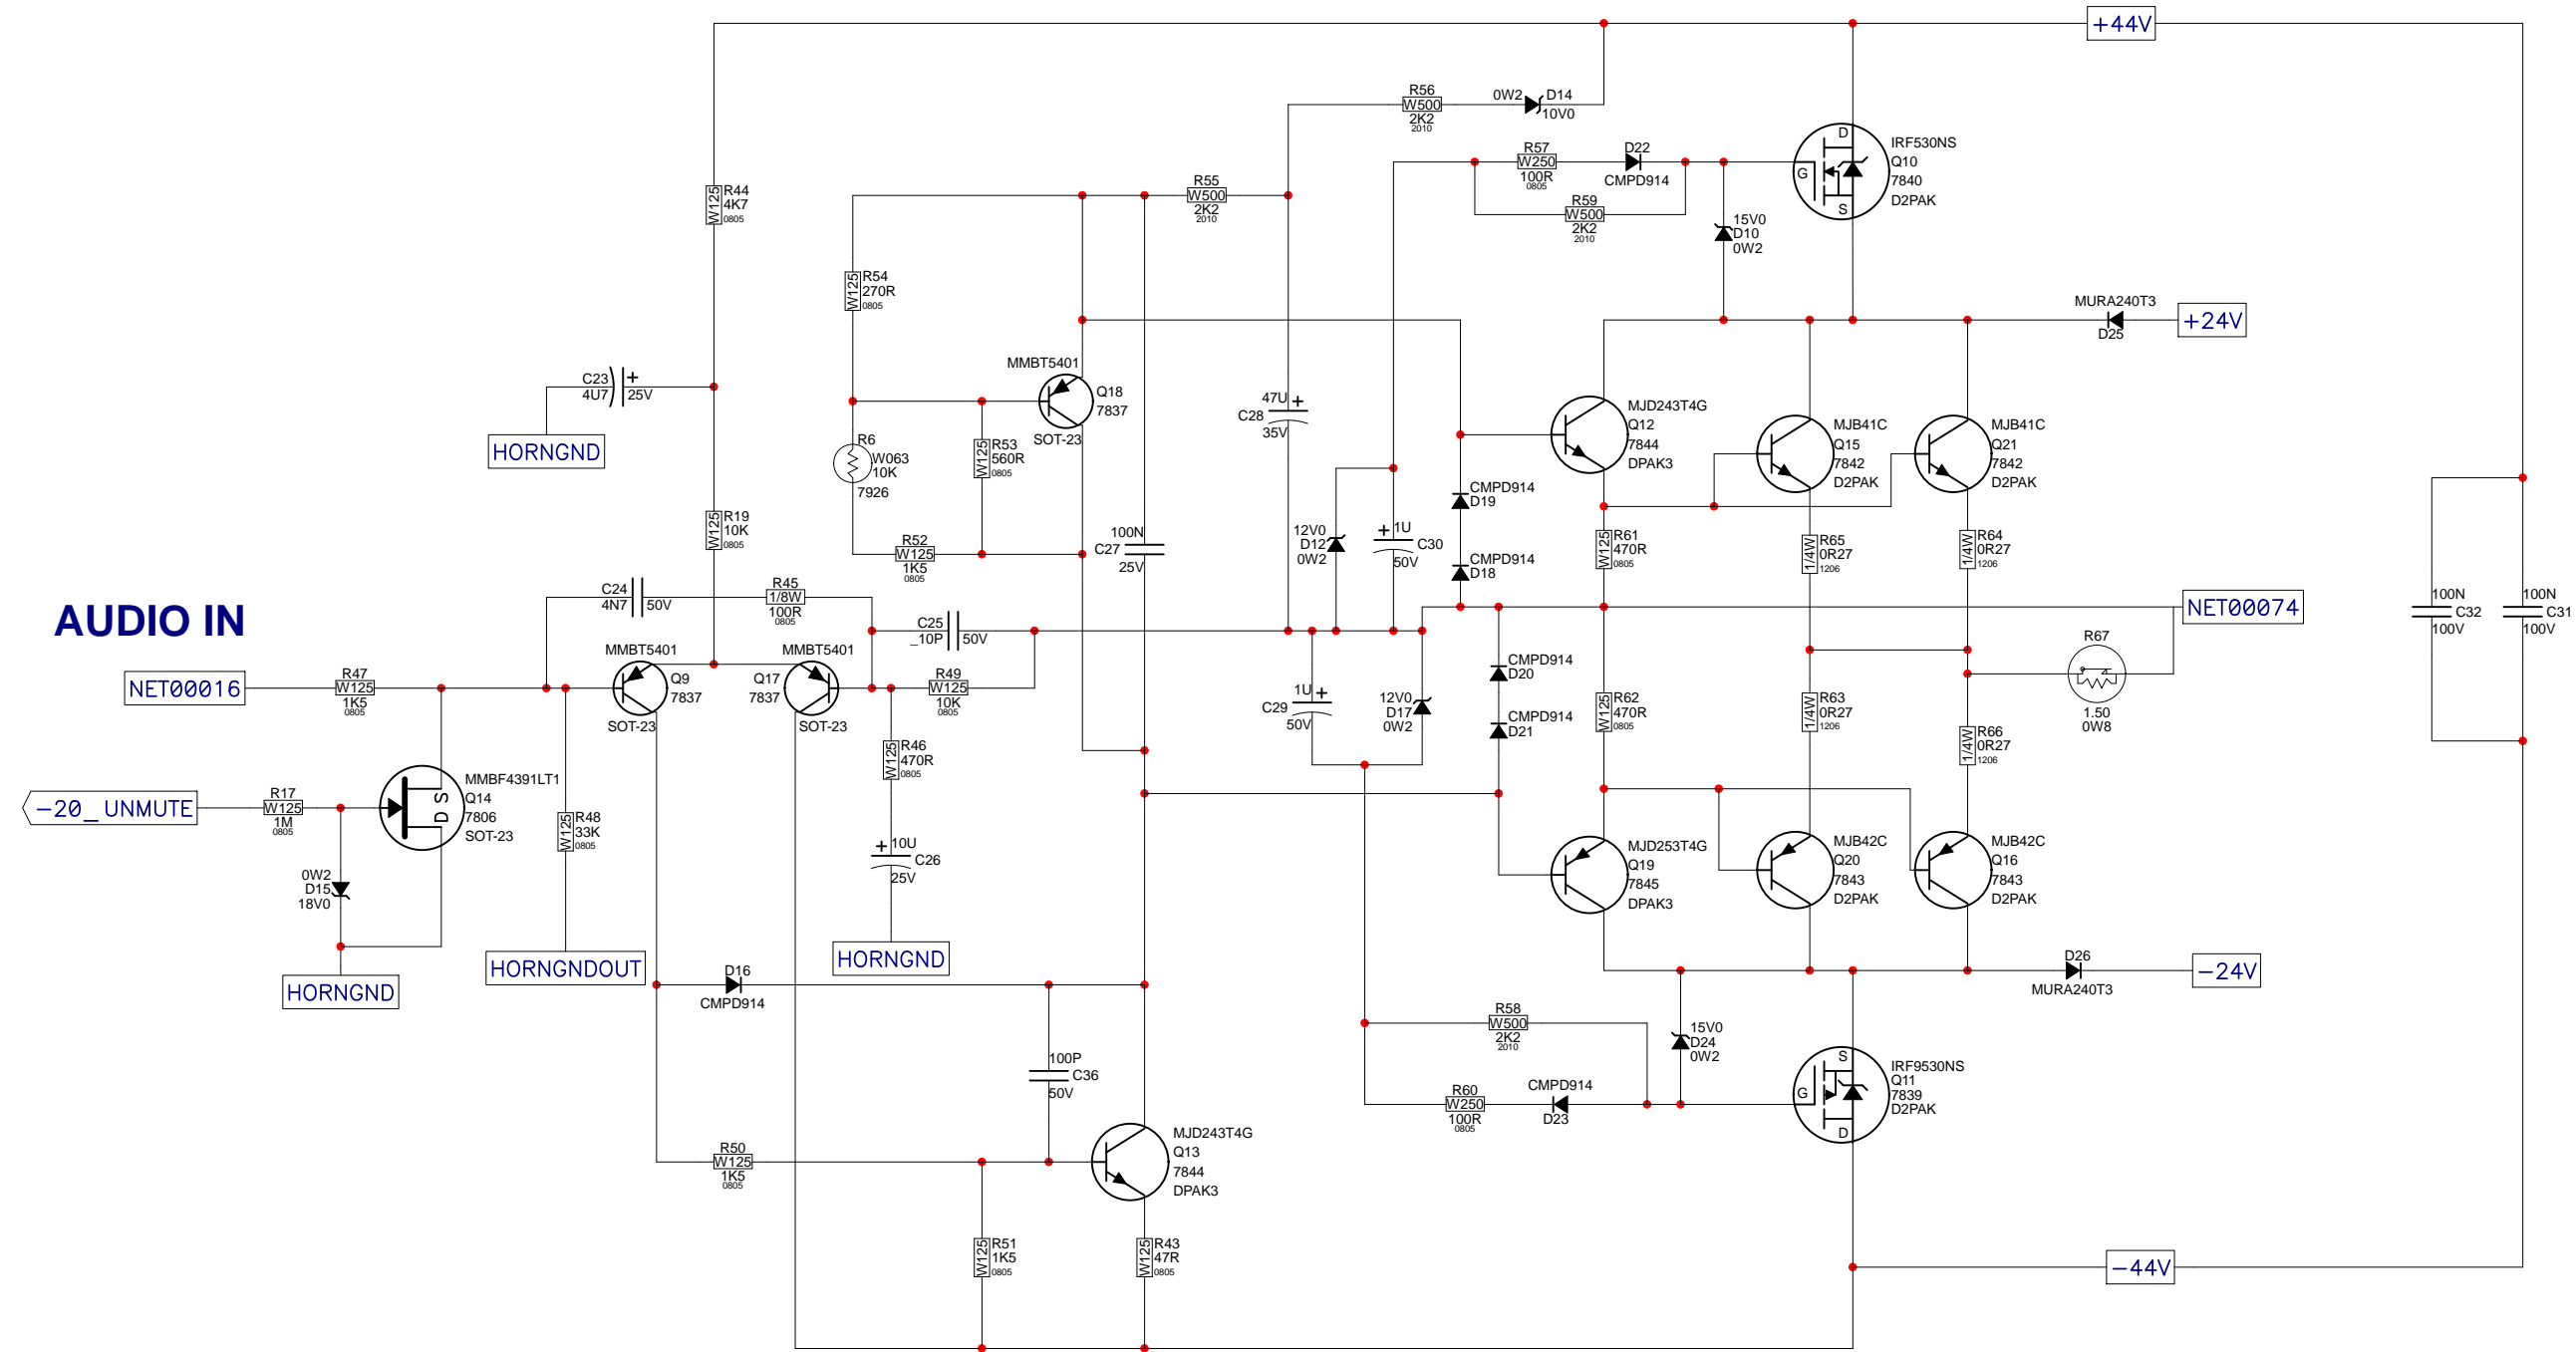 +44V
R56
W500
2K2
2010
0W2
D14
10V0
R57
W250
100R
0805
D22
CMPD914
R59
W500
2K2
2010
15V0
D10
0W2
D
G
S
IRF530NS
Q10
7840
D2PAK
R44
W125
4K7
0805
R55
W500
2K2
2010
R54
W125
270R
0805
MURA240T3
D25
+24V
C23
4U7
+
25V
HORNGND
MMBT5401
Q18
7837
SOT-23
R6
W063
10K
7926
R53
W125
560R
0805
47U
+
C28
35V
MJD243T4G
Q12
7844
DPAK3
MJB41C
Q15
7842
D2PAK
MJB41C
Q21
7842
D2PAK
R19
W125
10K
0805
R52
W125
1K5
0805
100N
C27
25V
12V0
D12
0W2
+
1U
C30
50V
CMPD914
D19
CMPD914
D18
R61
W125
470R
0805
R65
1/4W
0R27
1206
R64
1/4W
0R27
1206
100N
C32
100V
100N
C31
100V
AUDIO IN
C24
4N7
50V
R45
1/8W
100R
0805
C25
_10P
50V
NET00074
NET00016
R47
W125
1K5
0805
MMBT5401
Q9
7837
SOT-23
MMBT5401
Q17
7837
SOT-23
R49
W125
10K
0805
1U
+
C29
50V
12V0
D17
0W2
CMPD914
D20
CMPD914
D21
R62
W125
470R
0805
R63
1/4W
0R27
1206
R66
1/4W
0R27
1206
R67
1.50
0W8
-20_UNMUTE
R17
W125
1M
0805
S
D
MMBF4391LT1
Q14
7806
SOT-23
R48
W125
33K
0805
R46
W125
470R
0805
+
10U
C26
25V
0W2
D15
18V0
HORNGND
HORNGNDOUT
HORNGND
MJD253T4G
Q19
7845
DPAK3
MJB42C
Q20
7843
D2PAK
MJB42C
Q16
7843
D2PAK
D16
CMPD914
D26
MURA240T3
-24V
R58
W500
2K2
2010
15V0
D24
0W2
100P
C36
50V
R60
W250
100R
0805
CMPD914
D23
S
G
D
IRF9530NS
Q11
7839
D2PAK
R50
W125
1K5
0805
MJD243T4G
Q13
7844
DPAK3
R51
W125
1K5
0805
R43
W125
47R
0805
-44V